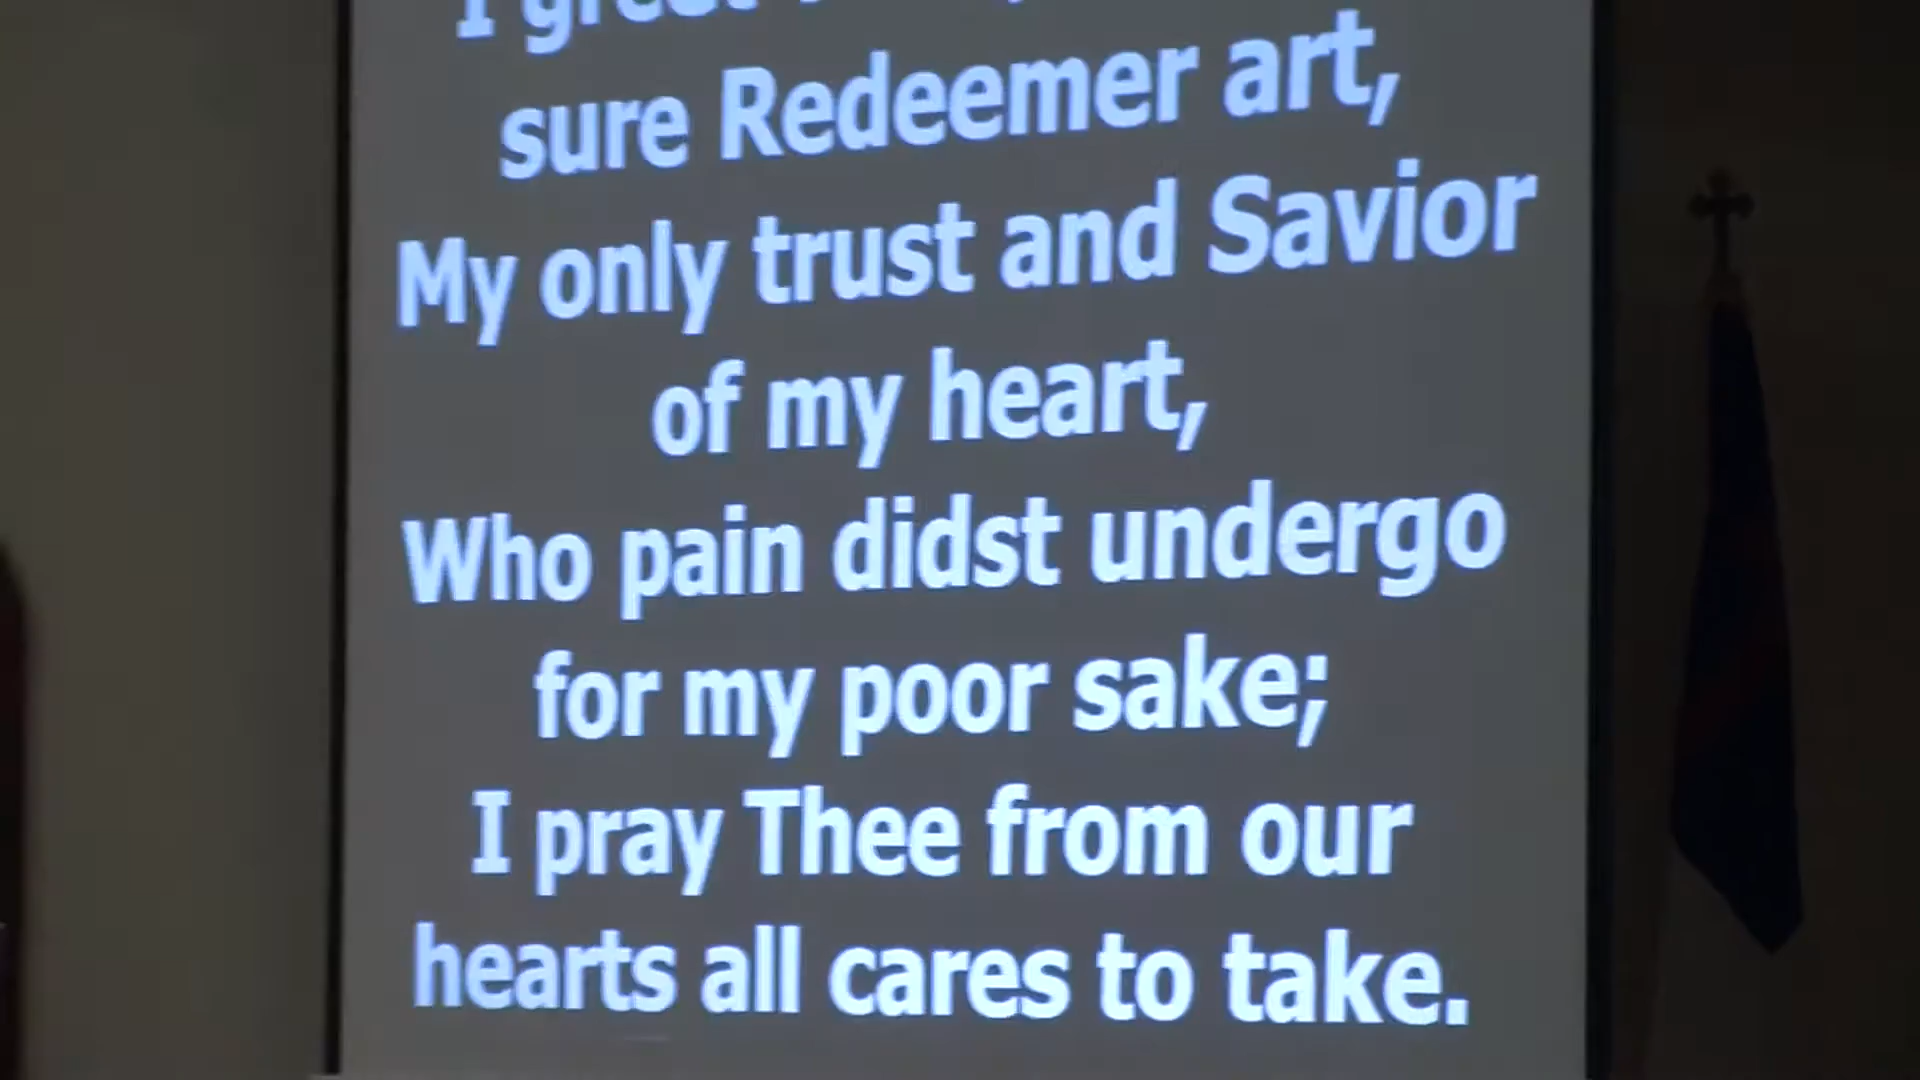 I greet
sure Redeemer art,
My only trust and Savior
of my heart,
Who pain didst undergo
for my poor sake;
I pray Thee from our
hearts all cares to take.